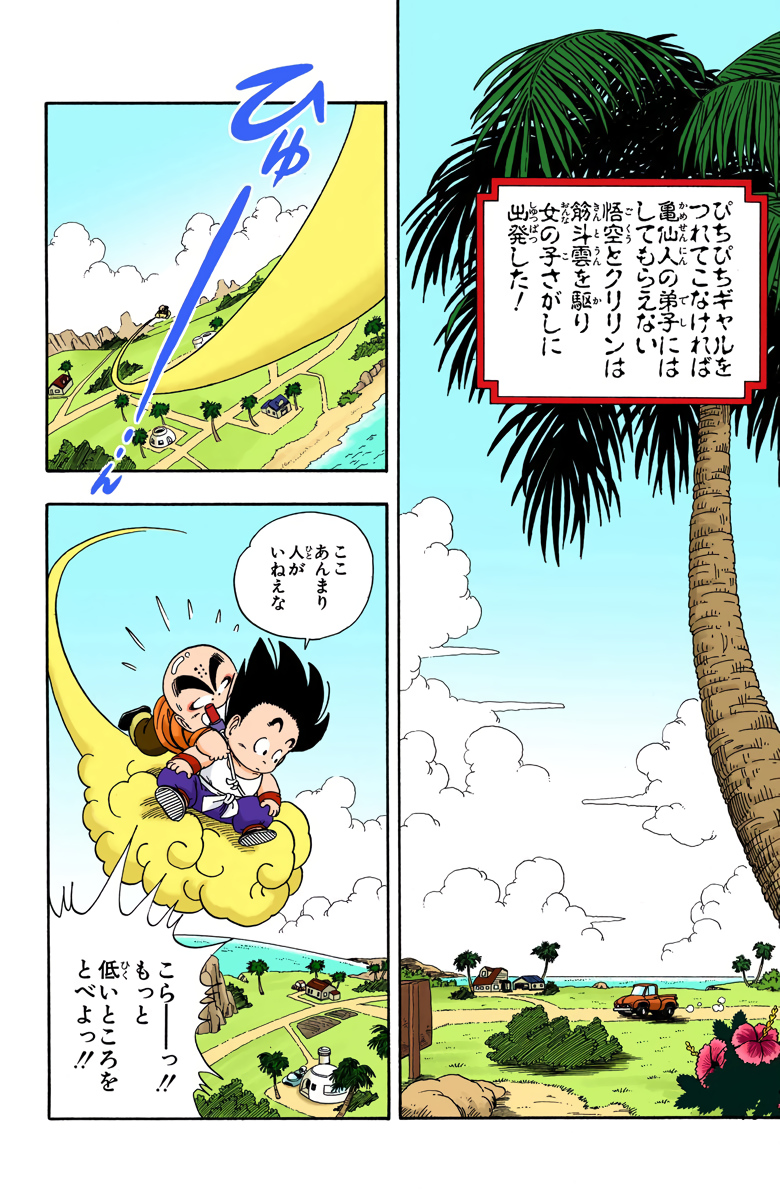 ぴちぴちギャルを
つれてこなければ
亀仙人の弟子には
してもらえない
悟空とクリリンは
筋斗雲を駆り
女の子さがしに
出発した!
ひゅーー…ん
ここ
あんまり
人が
いねえな
こらーーっ!!
もっと
低いところを
とべよっ!!